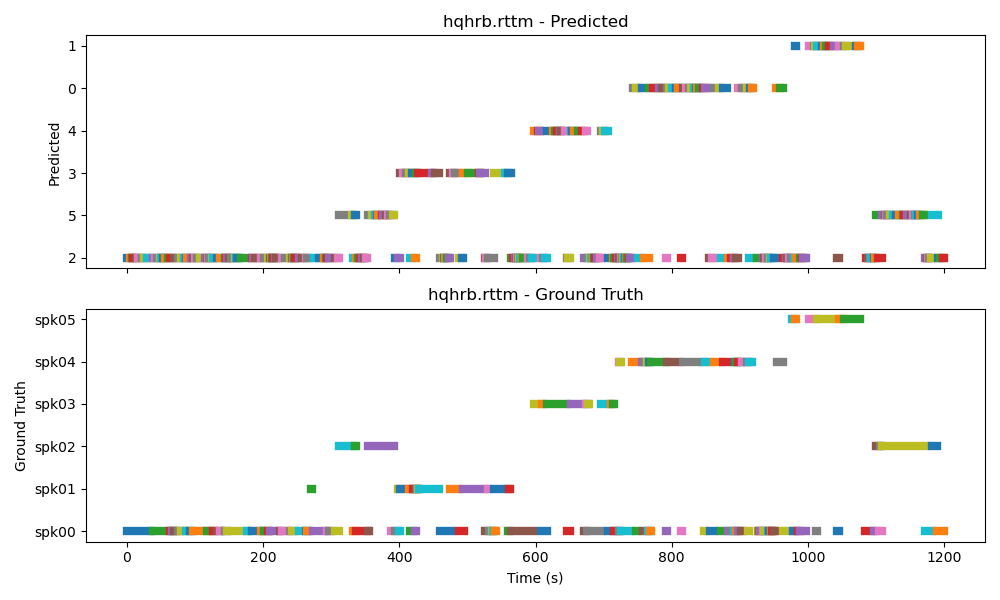 hqhrb.rttm - Predicted
Predicted
1
0
4
3
5
2
hqhrb.rttm - Ground Truth
Ground Truth
spk05
spk04
spk03
spk02
spk01
spk00
0 200 400 600 800 1000 1200
Time (s)